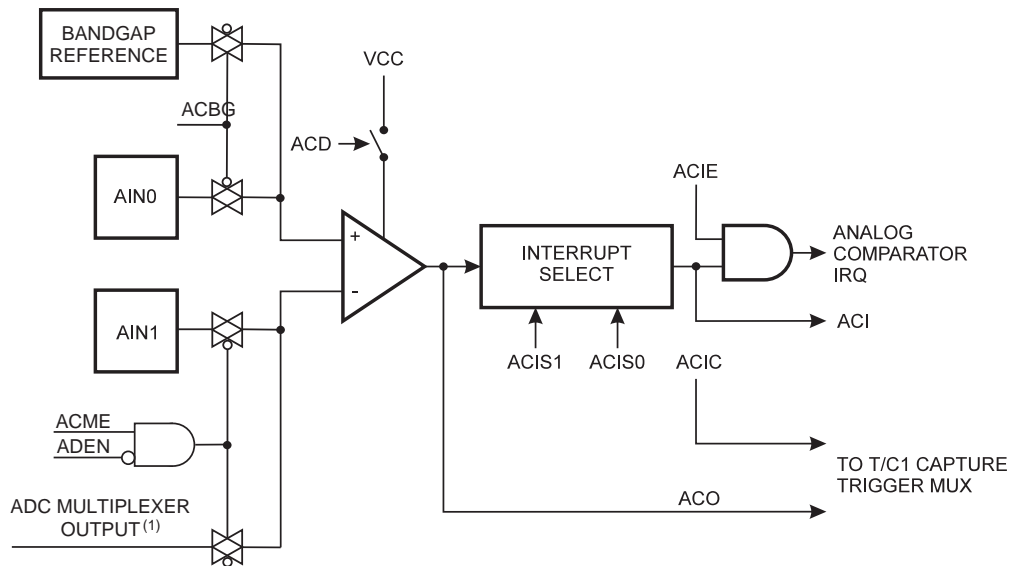 BANDGAP
REFERENCE
VCC
ACBG
ACD
AIN0
ACIE
+
INTERRUPT
SELECT
ANALOG
COMPARATOR
IRQ
-
AIN1
ACI
ACIS1 ACIS0 ACIC
ACME
ADEN
TO T/C1 CAPTURE
TRIGGER MUX
ACO
ADC MULTIPLEXER
OUTPUT(1)